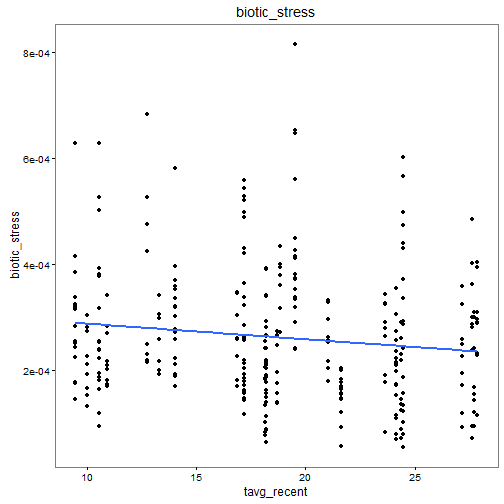 biotic_stress
8e-04
6e-04
4e-04
2e-04
biotic_stress
10 15 20 25
tavg_recent